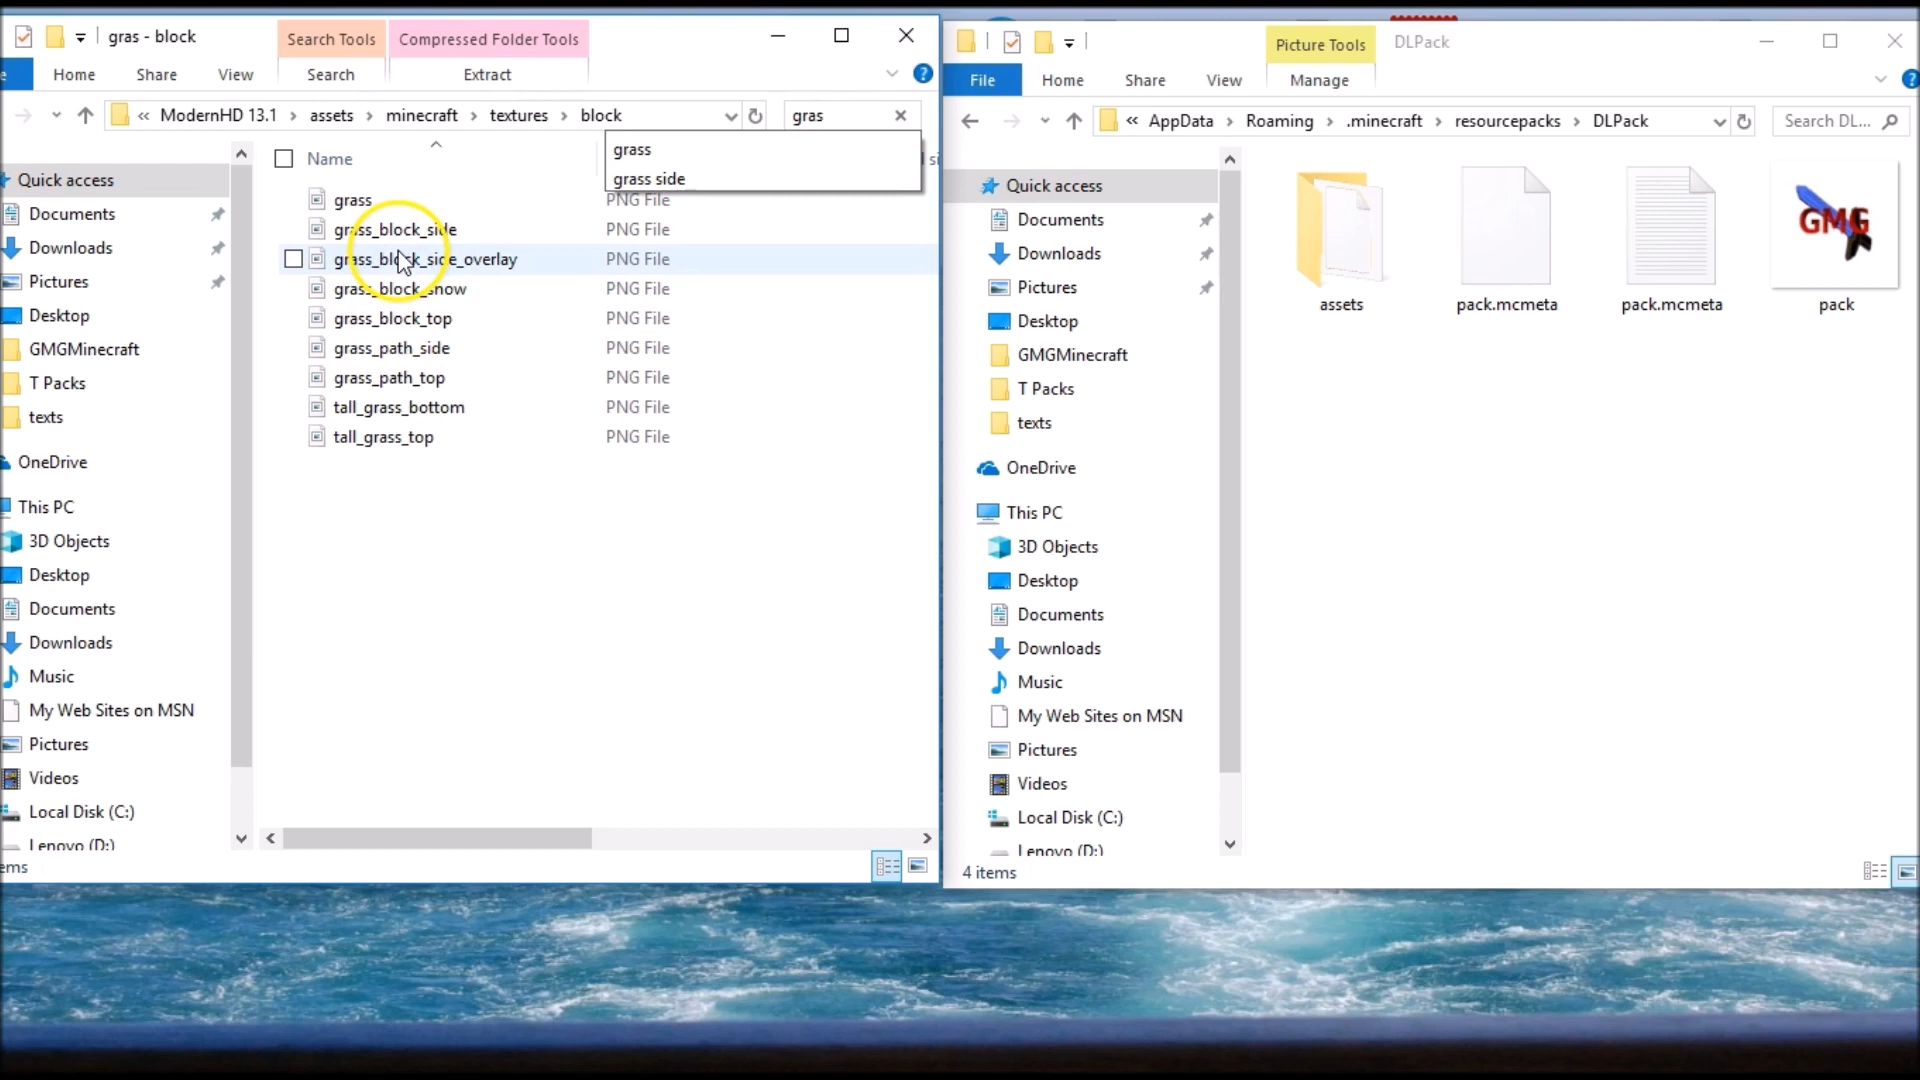 gras - block
Search Tools
Compressed Folder Tools
Home
Share
View
Search
Extract
« ModernHD 13.1 › assets › minecraft › textures › block
gras
grass
grass side
Name
Quick access
Documents
Downloads
Pictures
Desktop
GMGMinecraft
T Packs
texts
OneDrive
This PC
3D Objects
Desktop
Documents
Downloads
Music
My Web Sites on MSN
Pictures
Videos
Local Disk (C:)
Lenovo (D:)
grass PNG File
grass_block_side PNG File
grass_block_side_overlay PNG File
grass_block_snow PNG File
grass_block_top PNG File
grass_path_side PNG File
grass_path_top PNG File
tall_grass_bottom PNG File
tall_grass_top PNG File
Picture Tools
DLPack
File
Home
Share
View
Manage
« AppData › Roaming › .minecraft › resourcepacks › DLPack
Search DL...
Quick access
Documents
Downloads
Pictures
Desktop
GMGMinecraft
T Packs
texts
OneDrive
This PC
3D Objects
Desktop
Documents
Downloads
Music
My Web Sites on MSN
Pictures
Videos
Local Disk (C:)
Lenovo (D:)
GMG
assets
pack.mcmeta
pack.mcmeta
pack
4 items